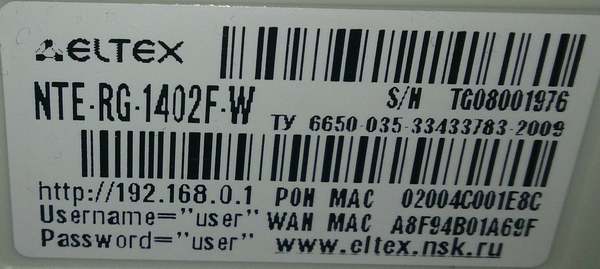 ELTEX
NTE-RG-1402F-W
S/N TG08001976
ТУ 6650-035-33433783-2009
http://192.168.0.1 PON MAC 02004C001E8C
Username="user" WAN MAC A8F94B01A69F
Password="user" www.eltex.nsk.ru